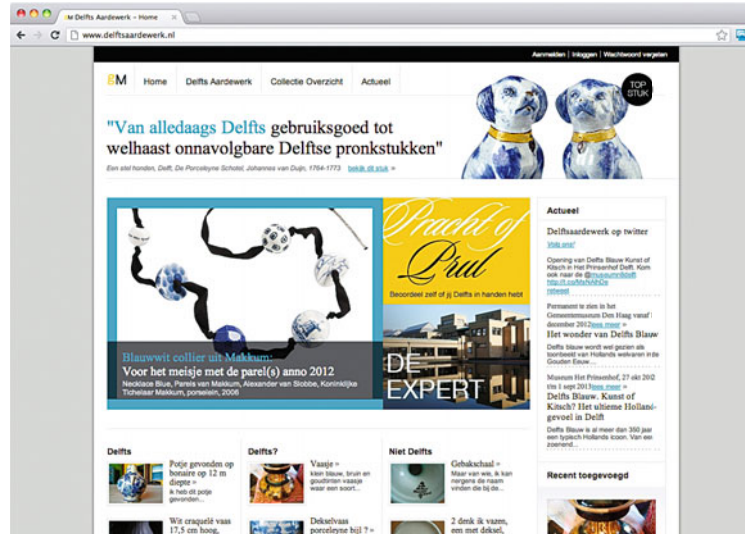 BM Delfts Aardewerk – Home
www.delftsaardewerk.nl
Aanmelden | Inloggen | Wachtwoord vergeten
BM Home Delfts Aardewerk Collectie Overzicht Actueel
TOP
STUK
"Van alledaags Delfts gebruiksgoed tot
welhaast onnavolgbare Delftse pronkstukken"
Een stel honden, Delft, De Porceleyne Schotel, Johannes van Duijn, 1764-1773 bekijk dit stuk »
Blauwwit collier uit Makkum:
Voor het meisje met de parel(s) anno 2012
Necklace Blue, Parels van Makkum, Alexander van Slobbe, Koninklijke
Tichelaar Makkum, porselein, 2006
Pracht of
Prul
Beoordeel zelf of jij Delfts in handen hebt
DE
EXPERT
Actueel
Delftsaardewerk op twitter
Volg ons!
Opening van Delfts Blauw Kunst of
Kitsch in Het Prinsenhof Delft. Kom
ook naar de
retweet
Permanent te zien in het
Gemeentemuseum Den Haag vanaf
december 2012lees meer »
Het wonder van Delfts Blauw
Delfts blauw wordt wel gezien als
toonbeeld van Hollands welvaren in de
Gouden Eeuw....
Museum Het Prinsenhof, 27 okt 2012
t/m 1 sept 2013lees meer »
Delfts Blauw. Kunst of
Kitsch? Het ultieme Holland-
gevoel in Delft
Delfts Blauw is al meer dan 350 jaar
een typisch Hollands icoon. Van een
zoenend...
Recent toegevoegd
Delfts
Potje gevonden op
bonaire op 12 m
diepte »
ik heb dit potje
gevonden...
Wit craquelé vaas
17,5 cm hoog,
Delfts?
Vaasje »
klein blauw, bruin en
goudtinten vaasje
waar een soort...
Dekselvaas
porceleyne bijl ? »
Niet Delfts
Gebakschaal »
Maar van wie, ik kan
nergens de naam
vinden die bij de...
2 denk ik vazen,
een met deksel,